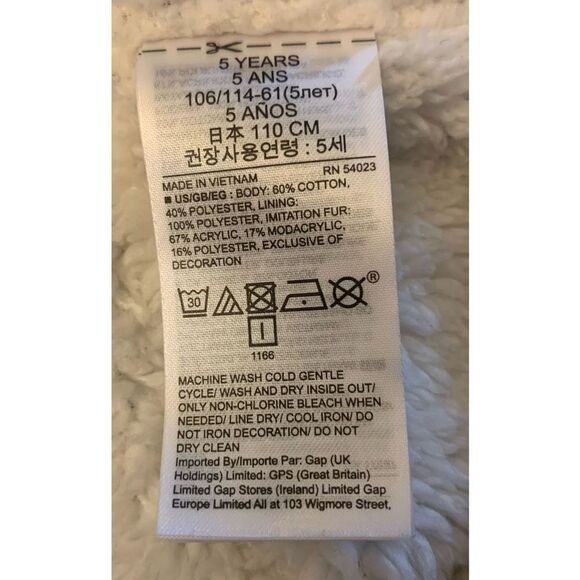 5 YEARS
5 ANS
106/114-61(5лет)
5 AÑOS
日本 110 CM
권장사용연령 : 5세
RN 54023
MADE IN VIETNAM
■ US/GB/EG : BODY: 60% COTTON,
40% POLYESTER, LINING:
100% POLYESTER, IMITATION FUR:
67% ACRYLIC, 17% MODACRYLIC,
16% POLYESTER, EXCLUSIVE OF
DECORATION
30
®
1166
MACHINE WASH COLD GENTLE
CYCLE/ WASH AND DRY INSIDE OUT/
ONLY NON-CHLORINE BLEACH WHEN
NEEDED/ LINE DRY/ COOL IRON/ DO
NOT IRON DECORATION/ DO NOT
DRY CLEAN
Imported By/Importe Par: Gap (UK
Holdings) Limited: GPS (Great Britain)
Limited Gap Stores (Ireland) Limited Gap
Europe Limited All at 103 Wigmore Street,